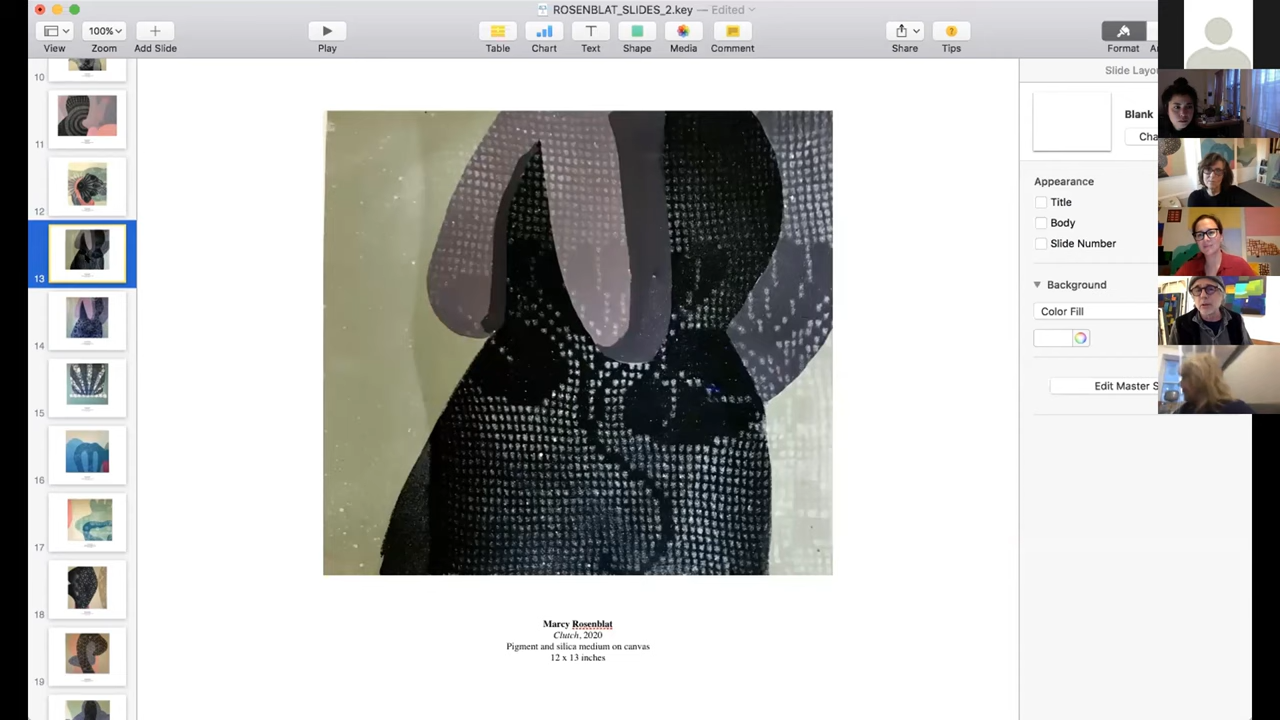 ROSENBLAT_SLIDES_2.key — Edited
100%
View
Zoom
Add Slide
Play
Table
Chart
Text
Shape
Media
Comment
Share
Tips
Format
Slide
Blank
Appearance
Title
Body
Slide Number
Background
Color Fill
Edit Master
10
11
12
13
14
15
16
17
18
19
Marcy Rosenblat
Clutch, 2020
Pigment and silica medium on canvas
12 x 13 inches